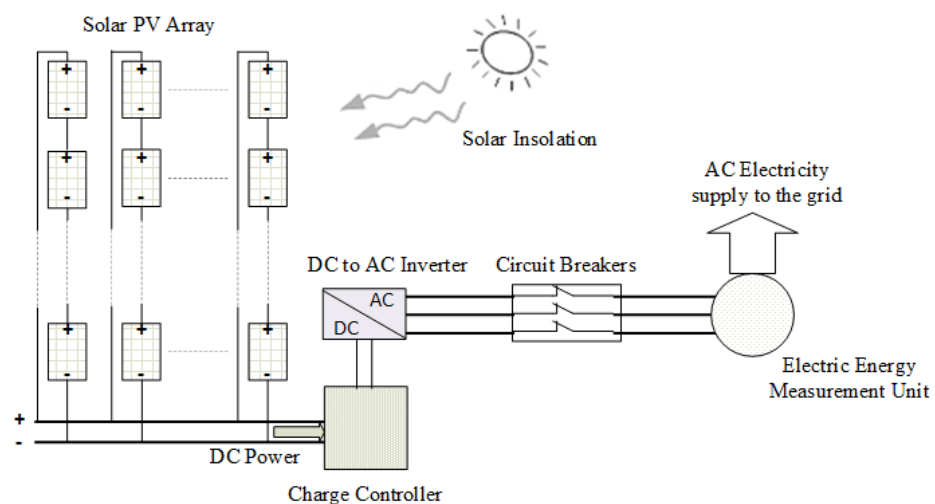 Solar PV Array
+ + +
- - -
+ + +
- - -
+ + +
- - -
+
-
DC Power
Solar Insolation
DC to AC Inverter
AC
DC
Charge Controller
Circuit Breakers
AC Electricity
supply to the grid
Electric Energy
Measurement Unit